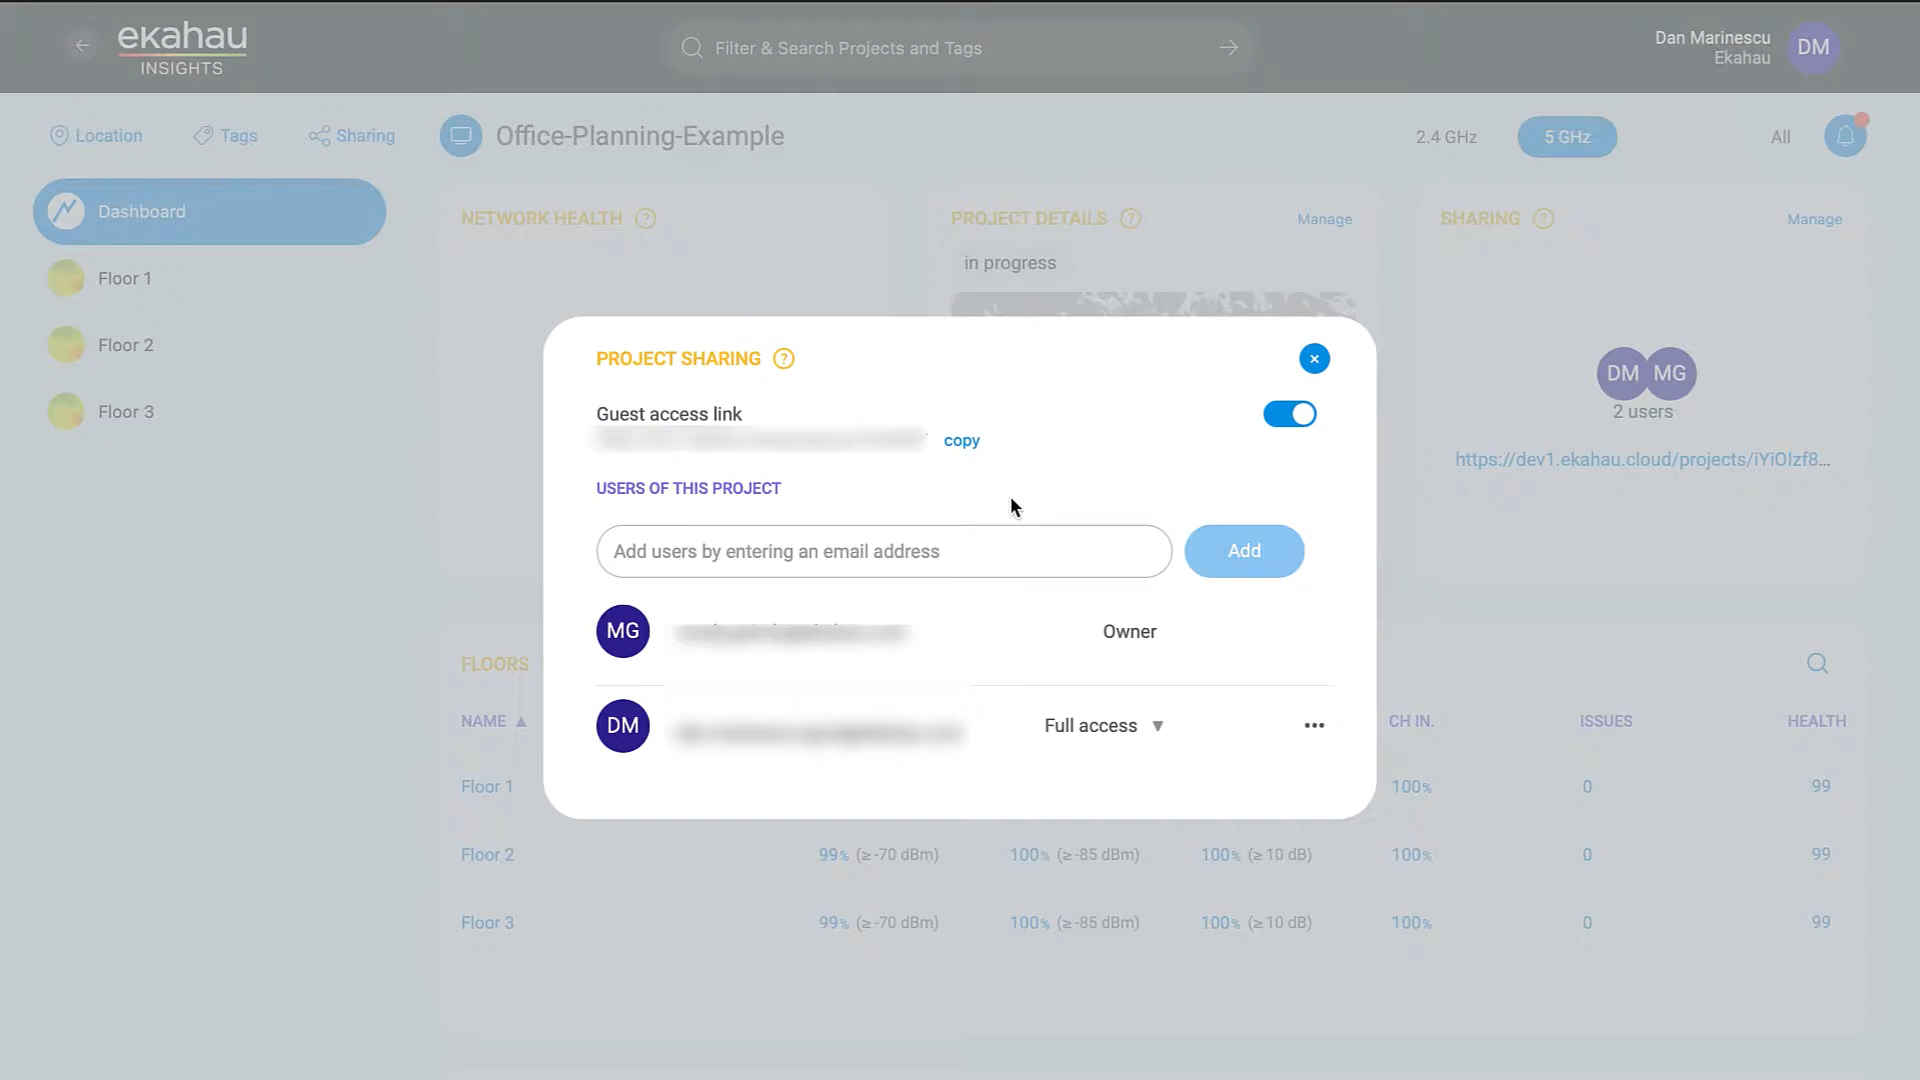 ekahau
INSIGHTS
Filter & Search Projects and Tags
Dan Marinescu
Ekahau
DM
Location
Tags
Sharing
Office-Planning-Example
2.4 GHz
5 GHz
All
Dashboard
Floor 1
Floor 2
Floor 3
NETWORK HEALTH ?
PROJECT DETAILS ?
Manage
in progress
SHARING ?
Manage
DM MG
2 users
https://dev1.ekahau.cloud/projects/iYiOIzf8...
PROJECT SHARING ?
Guest access link
copy
USERS OF THIS PROJECT
Add users by entering an email address
Add
MG
Owner
DM
Full access ▼
FLOORS
NAME ▲ CH IN. ISSUES HEALTH
Floor 1 100% 0 99
Floor 2 99% (≥ -70 dBm) 100% (≥ -85 dBm) 100% (≥ 10 dB) 100% 0 99
Floor 3 99% (≥ -70 dBm) 100% (≥ -85 dBm) 100% (≥ 10 dB) 100% 0 99